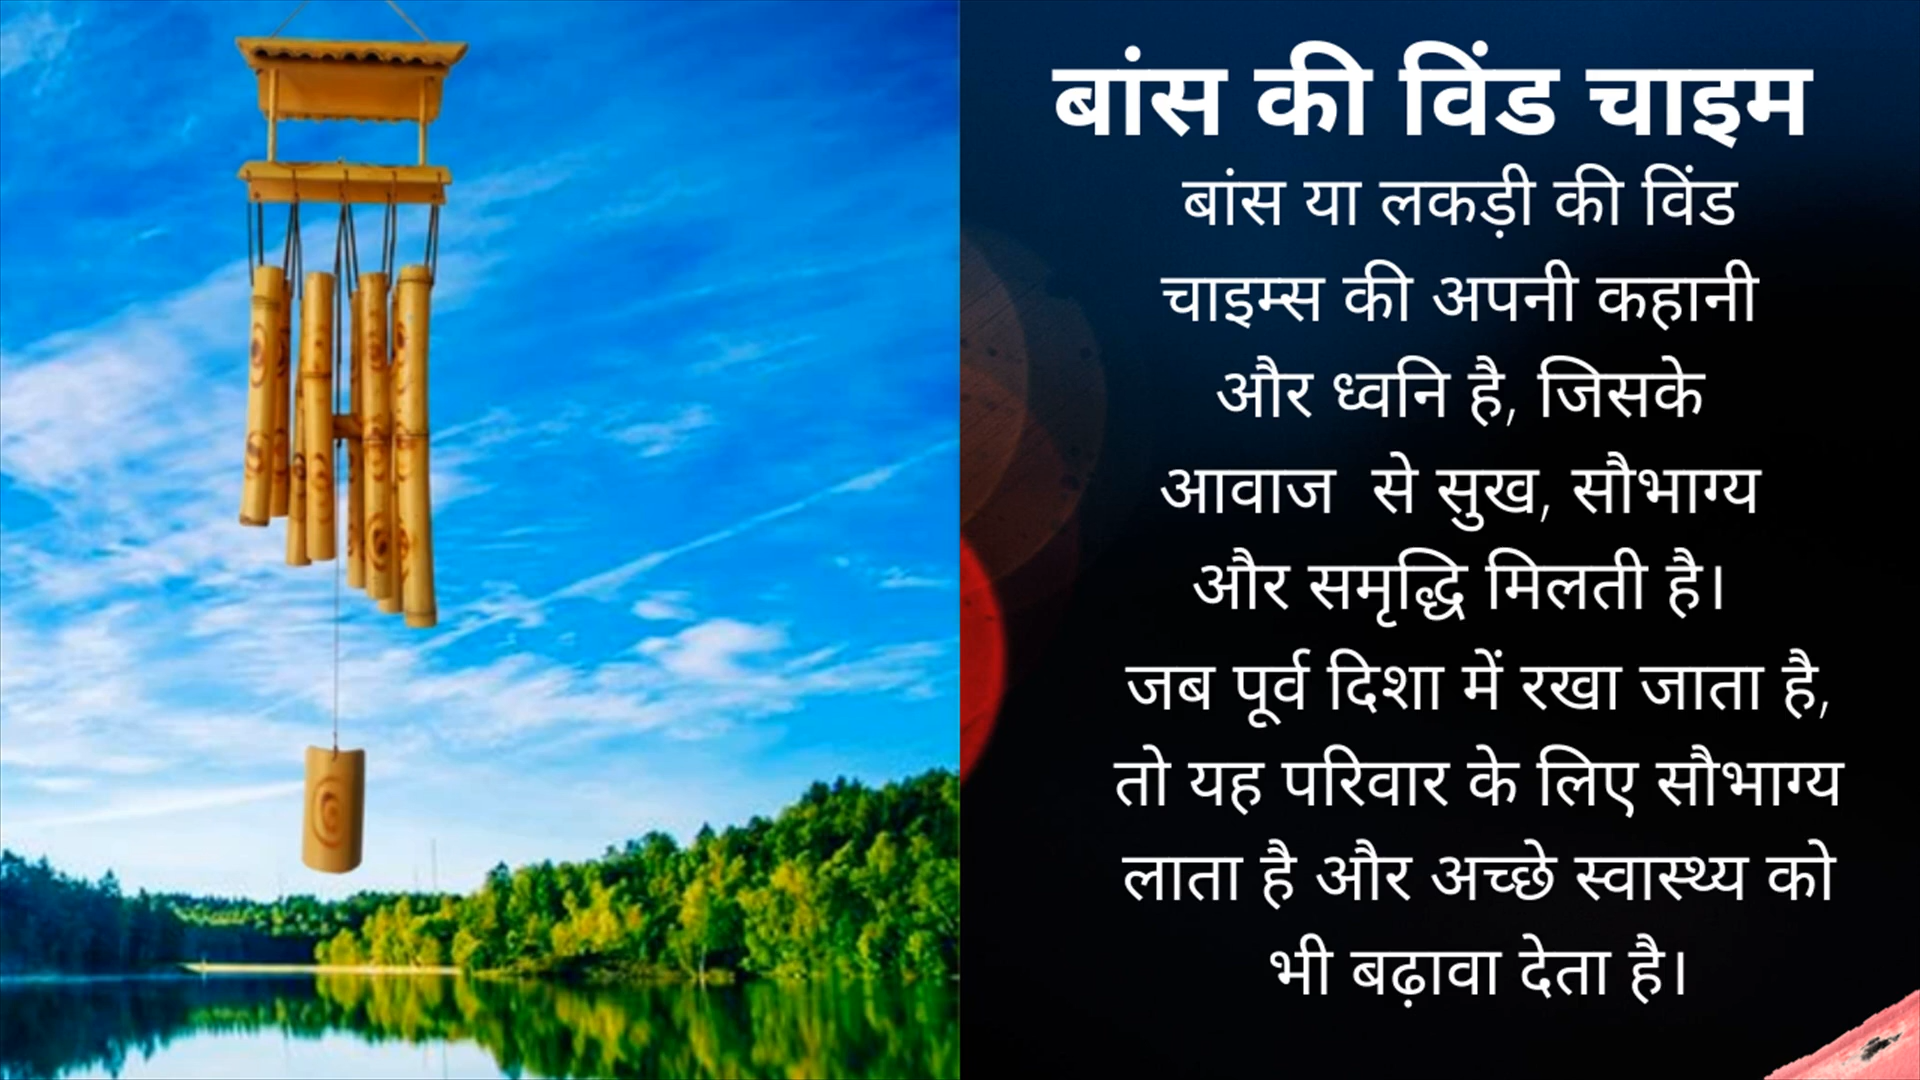 बांस की विंड चाइम
बांस या लकड़ी की विंड
चाइम्स की अपनी कहानी
और ध्वनि है, जिसके
आवाज  से सुख, सौभाग्य
और समृद्धि मिलती है।
जब पूर्व दिशा में रखा जाता है,
तो यह परिवार के लिए सौभाग्य
लाता है और अच्छे स्वास्थ्य को
भी बढ़ावा देता है।